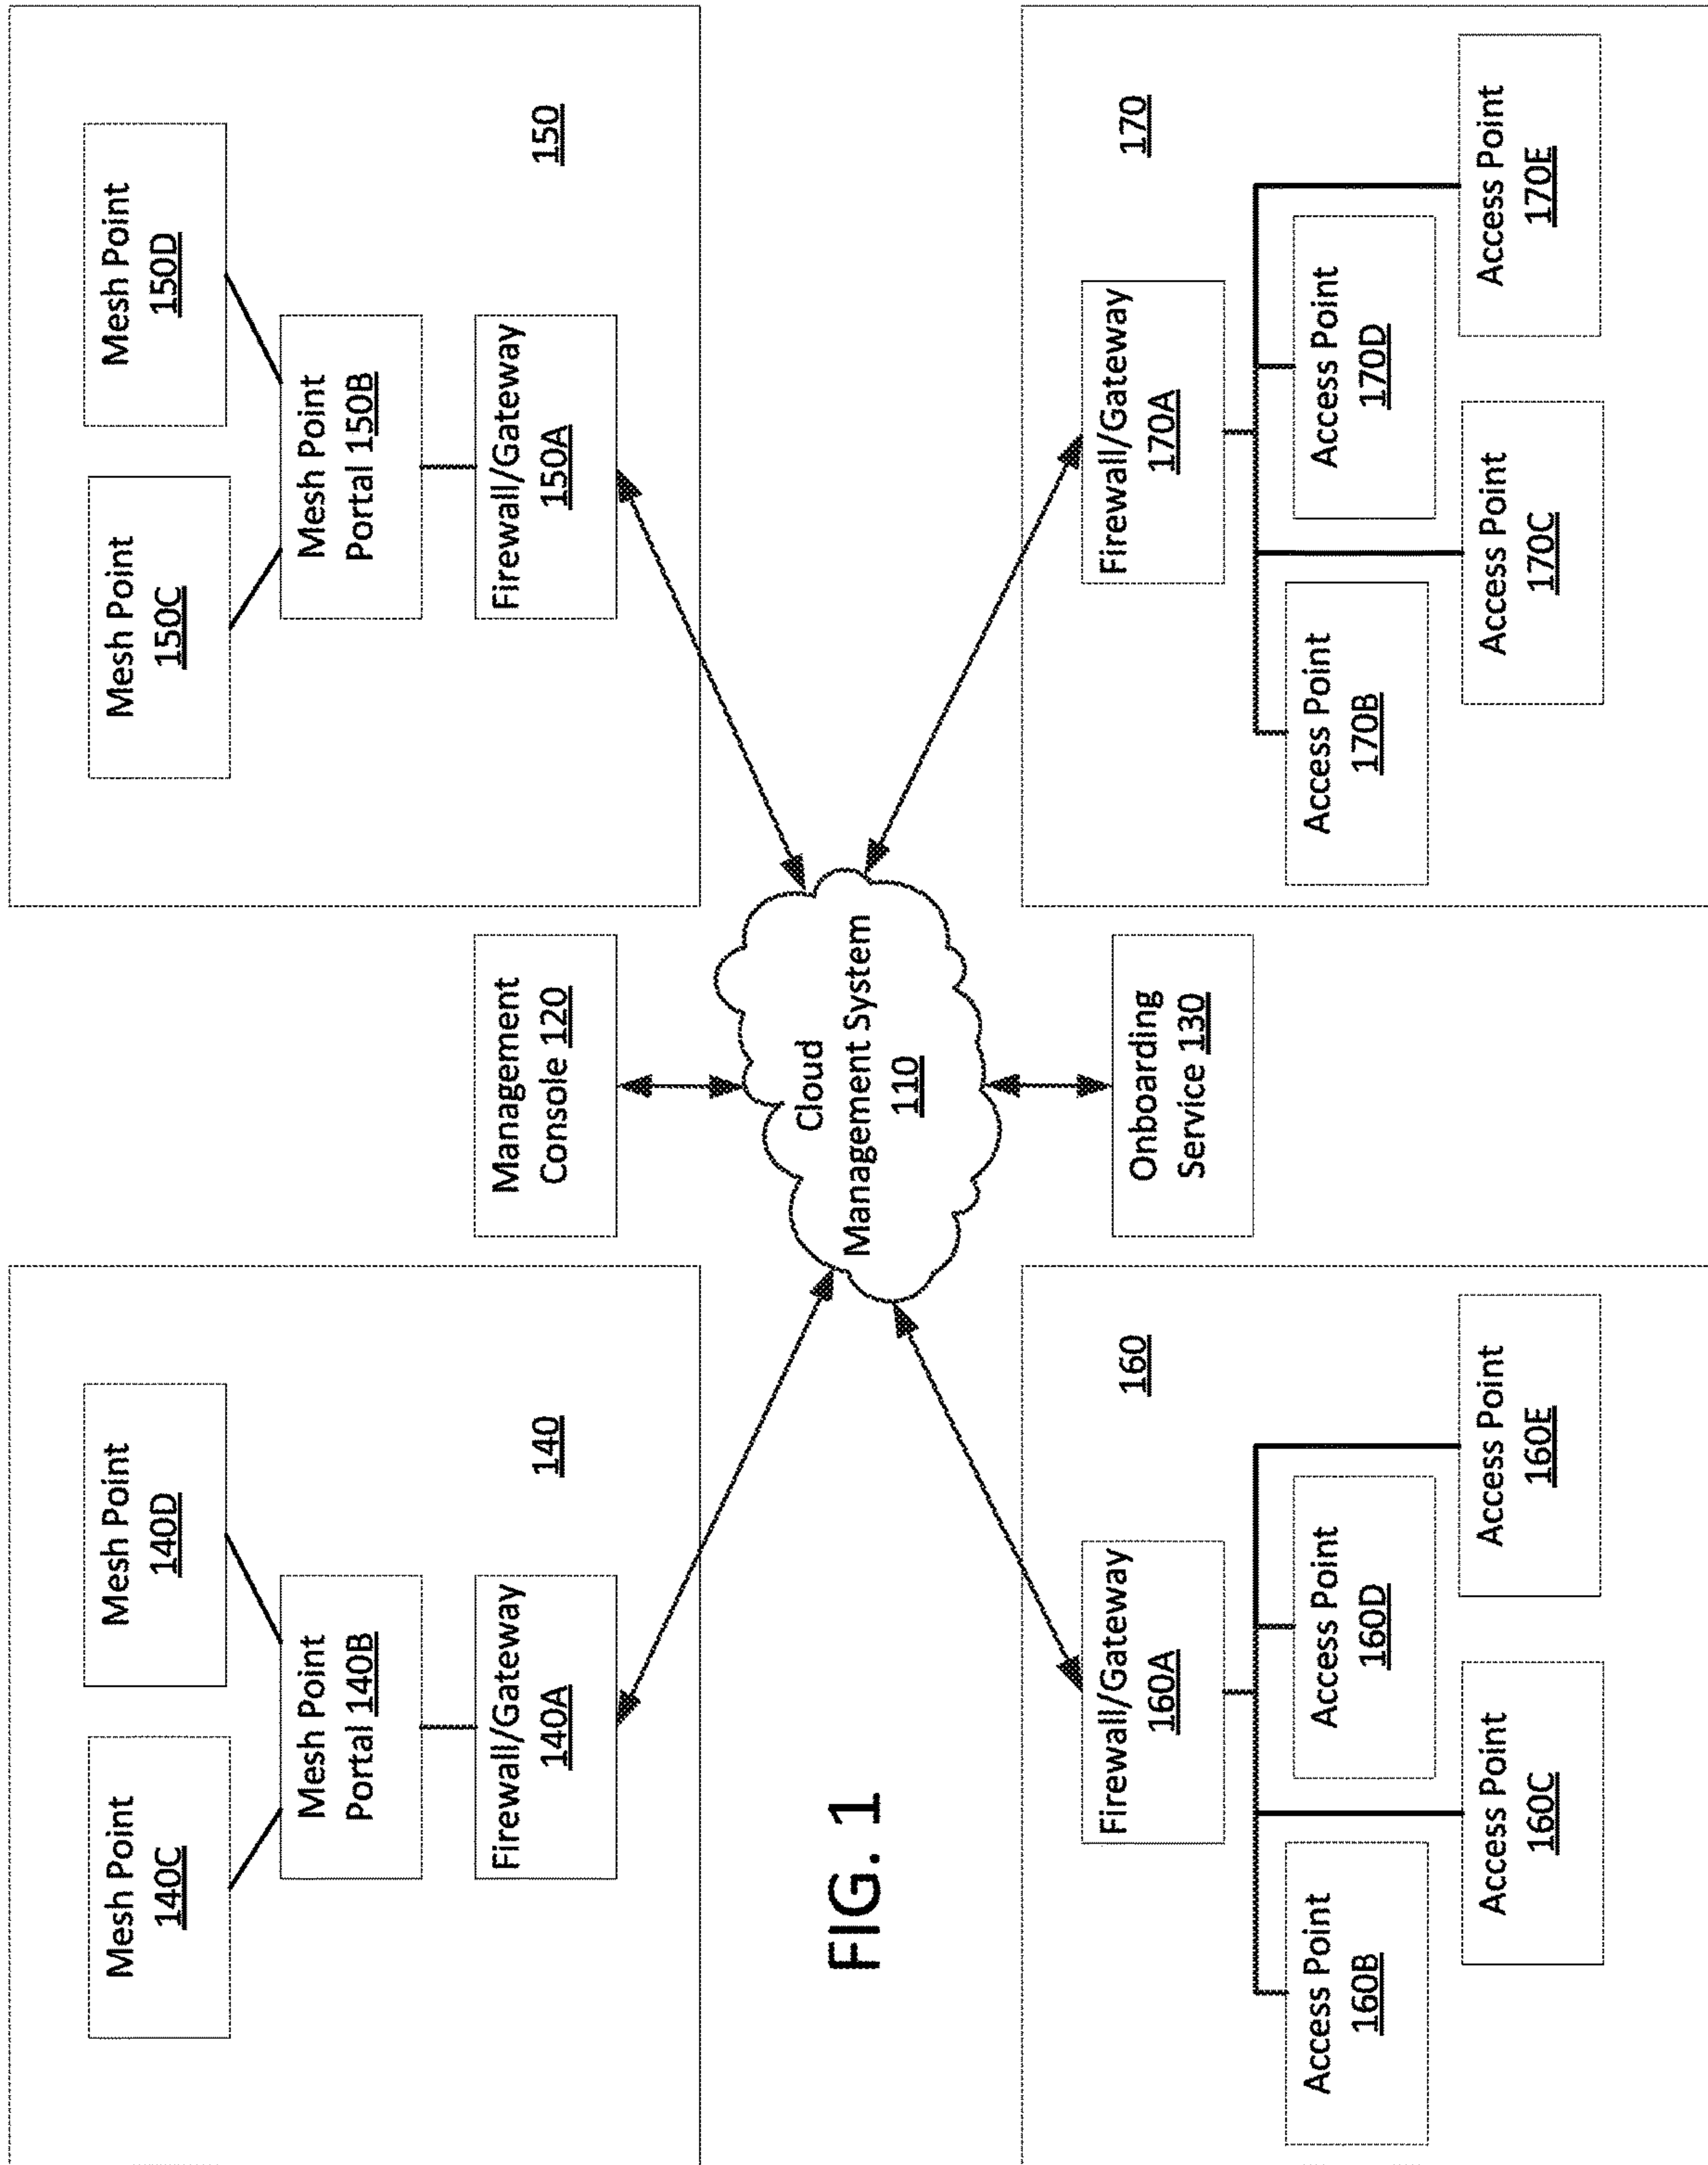 Mesh Point
140C
Mesh Point
140D
Mesh Point
Portal 140B
Firewall/Gateway
140A
140
Mesh Point
150C
Mesh Point
150D
Mesh Point
Portal 150B
Firewall/Gateway
150A
150
Management
Console 120
Cloud
Management System
110
Onboarding
Service 130
FIG. 1
160
Firewall/Gateway
160A
Access Point
160B
Access Point
160D
Access Point
160C
Access Point
160E
170
Firewall/Gateway
170A
Access Point
170B
Access Point
170D
Access Point
170C
Access Point
170E